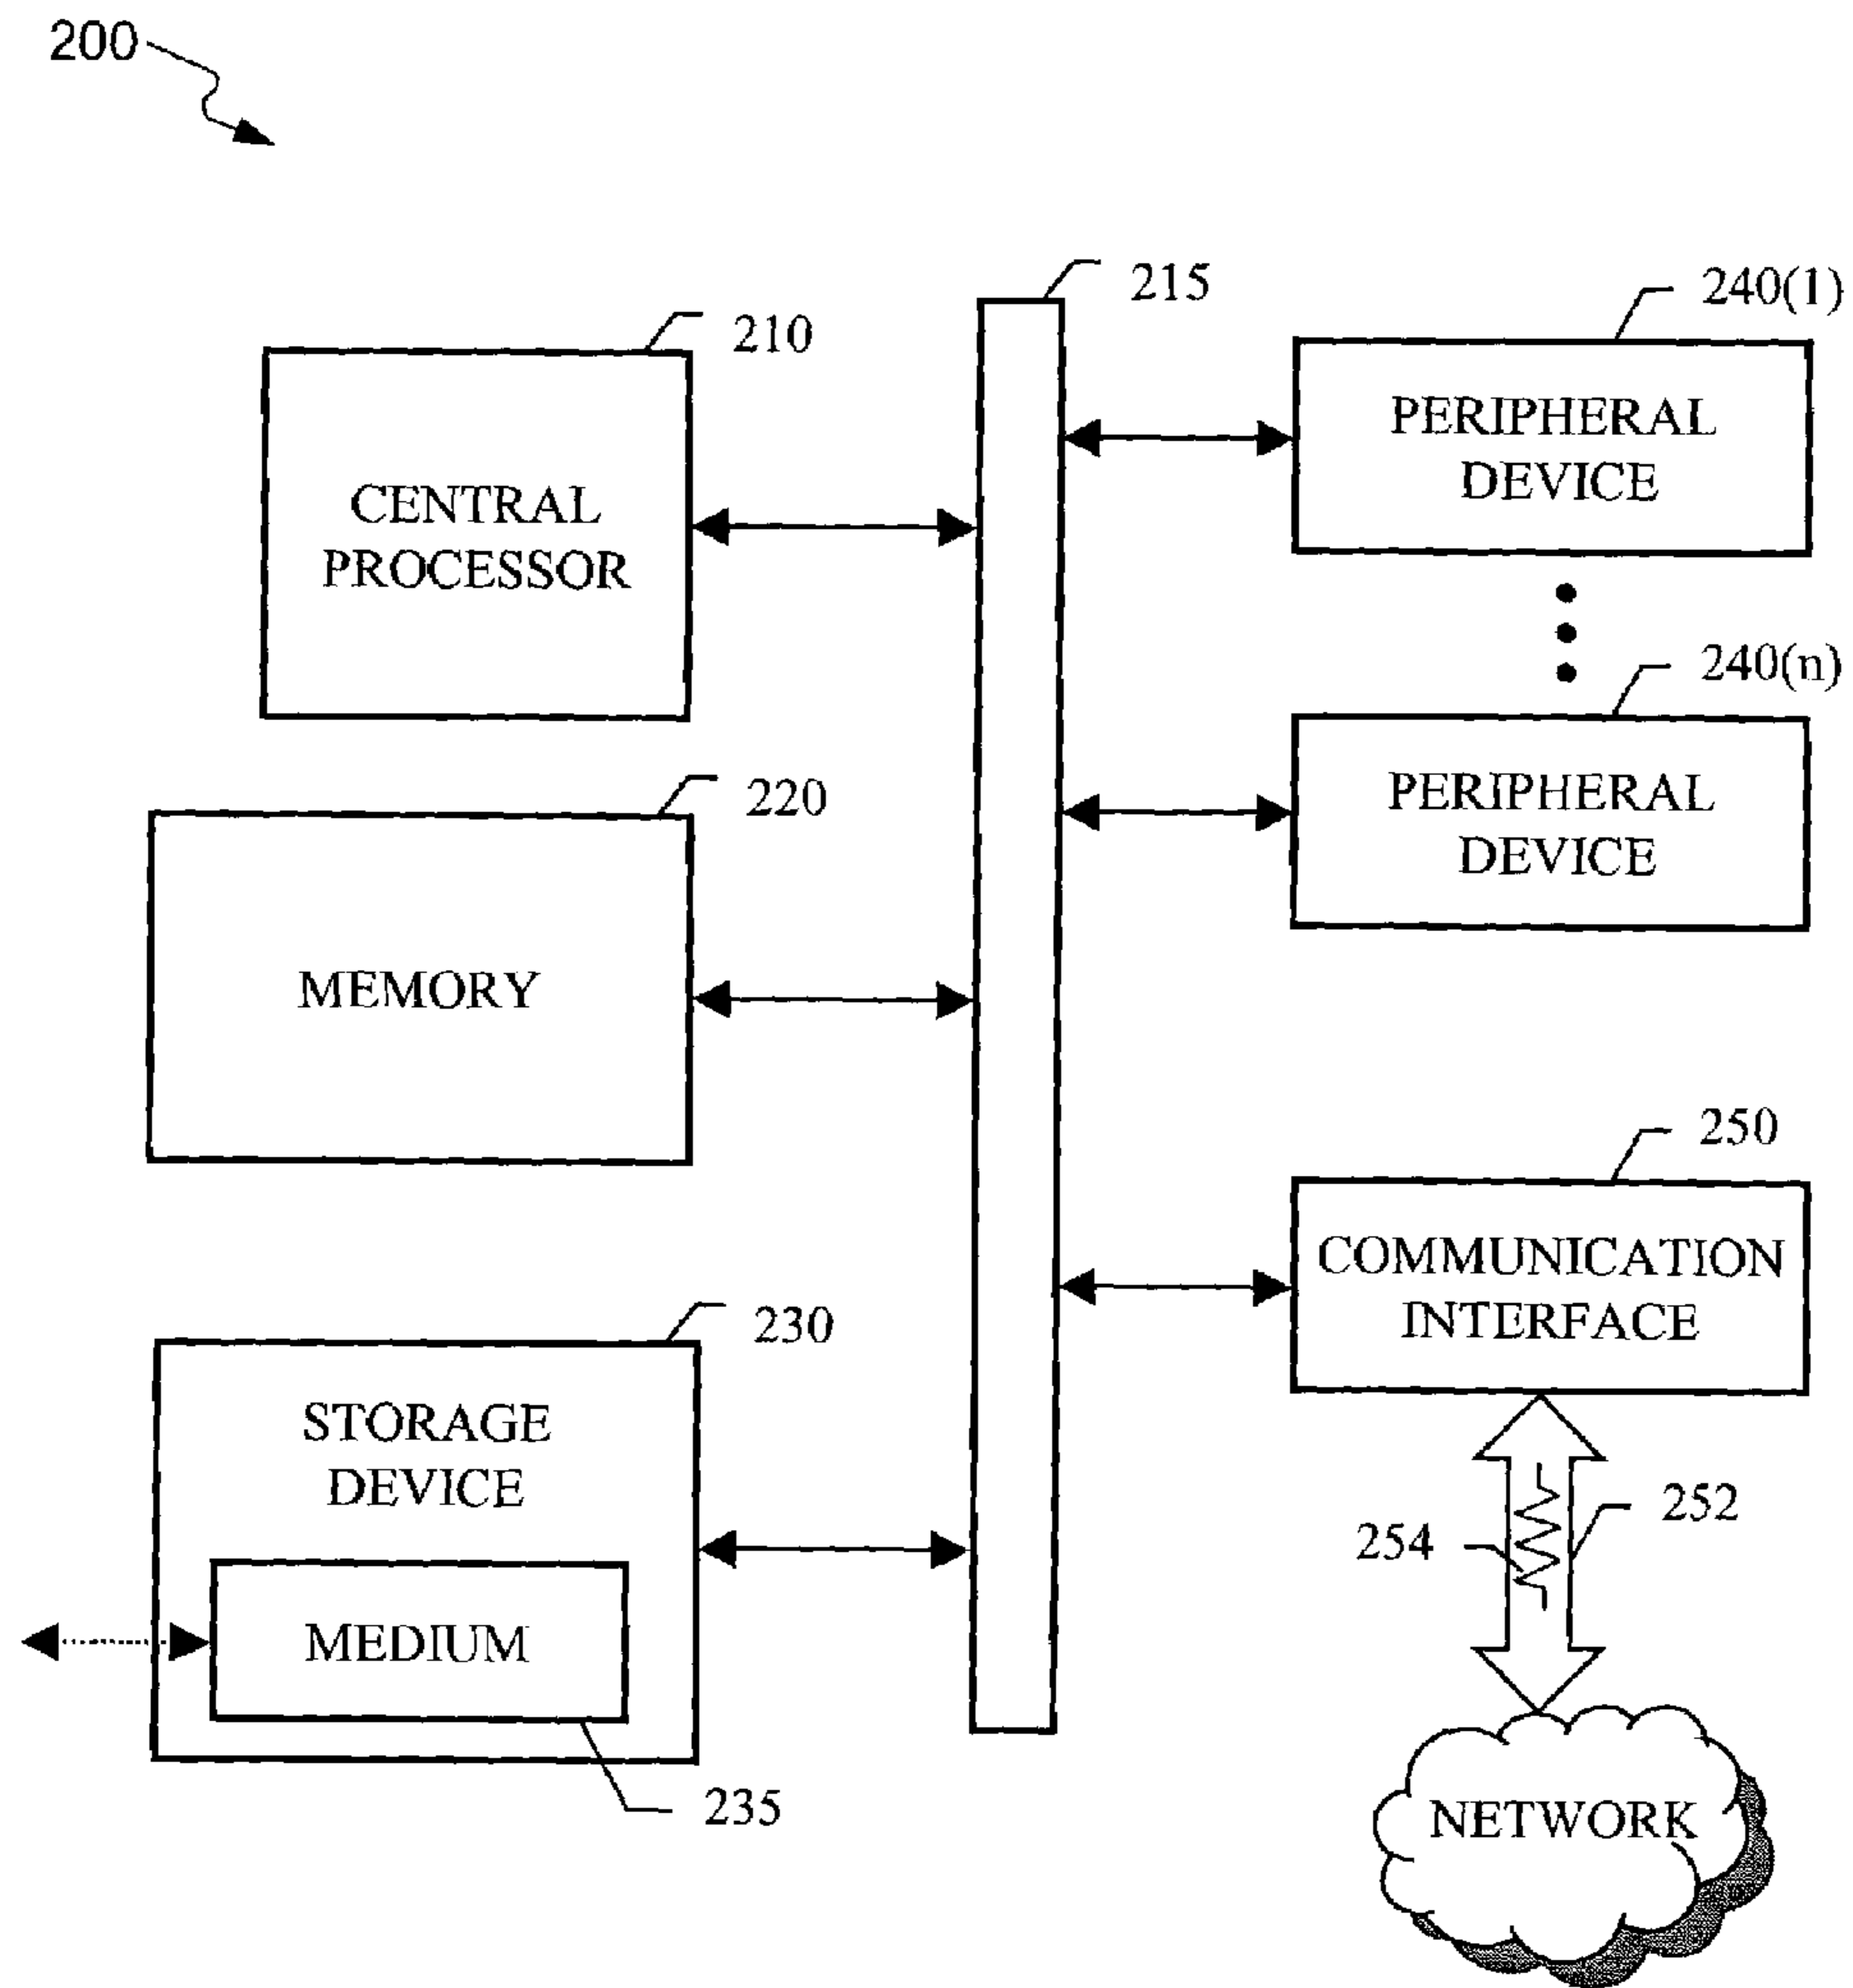 200
215
240(1)
210
PERIPHERAL
DEVICE
CENTRAL
PROCESSOR
240(n)
220
PERIPHERAL
DEVICE
MEMORY
250
COMMUNICATION
INTERFACE
230
STORAGE
DEVICE
252
254
MEDIUM
235
NETWORK